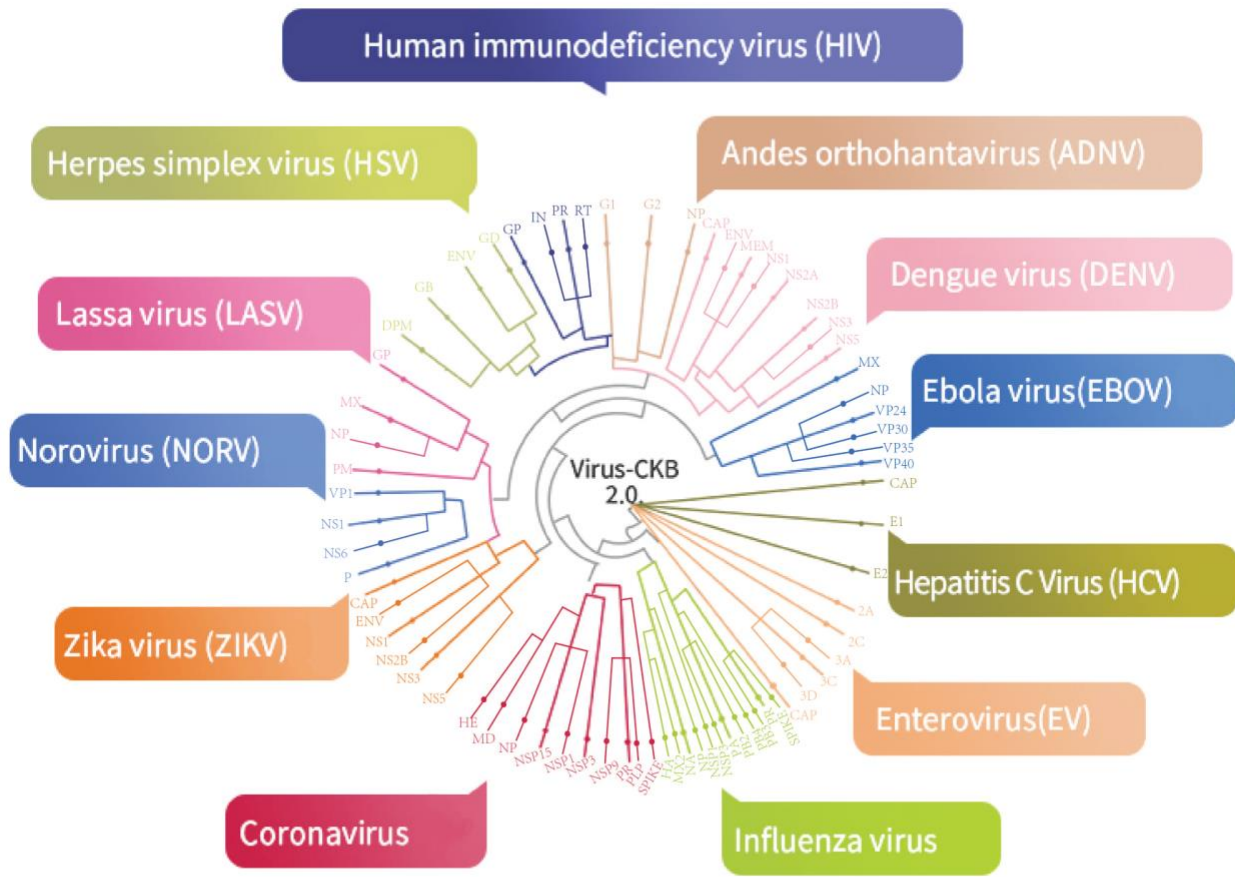 Human immunodeficiency virus (HIV)
Herpes simplex virus (HSV)
Andes orthohantavirus (ADNV)
Lassa virus (LASV)
Dengue virus (DENV)
Norovirus (NORV)
Ebola virus(EBOV)
Zika virus (ZIKV)
Hepatitis C Virus (HCV)
Coronavirus
Influenza virus
Enterovirus(EV)
Virus-CKB
2.0.
DPM
GB
ENV
GD
GP
IN
PR
RT
G1
G2
NP
CAP
ENV
MEM
NS1
NS2A
NS2B
NS3
NS5
MX
NP
VP24
VP30
VP35
VP40
CAP
E1
E2
2A
2C
3A
3C
3D
CAP
SPIKE
PR
PB2
PA
NSP3
NSP1
NP
NA
MX2
HA
SPIKE
PLP
PR
NSP9
NSP3
NSP1
NSP15
NP
MD
HE
NS5
NS3
NS2B
NS1
ENV
CAP
P
NS6
NS1
VP1
PM
NP
MX
GP